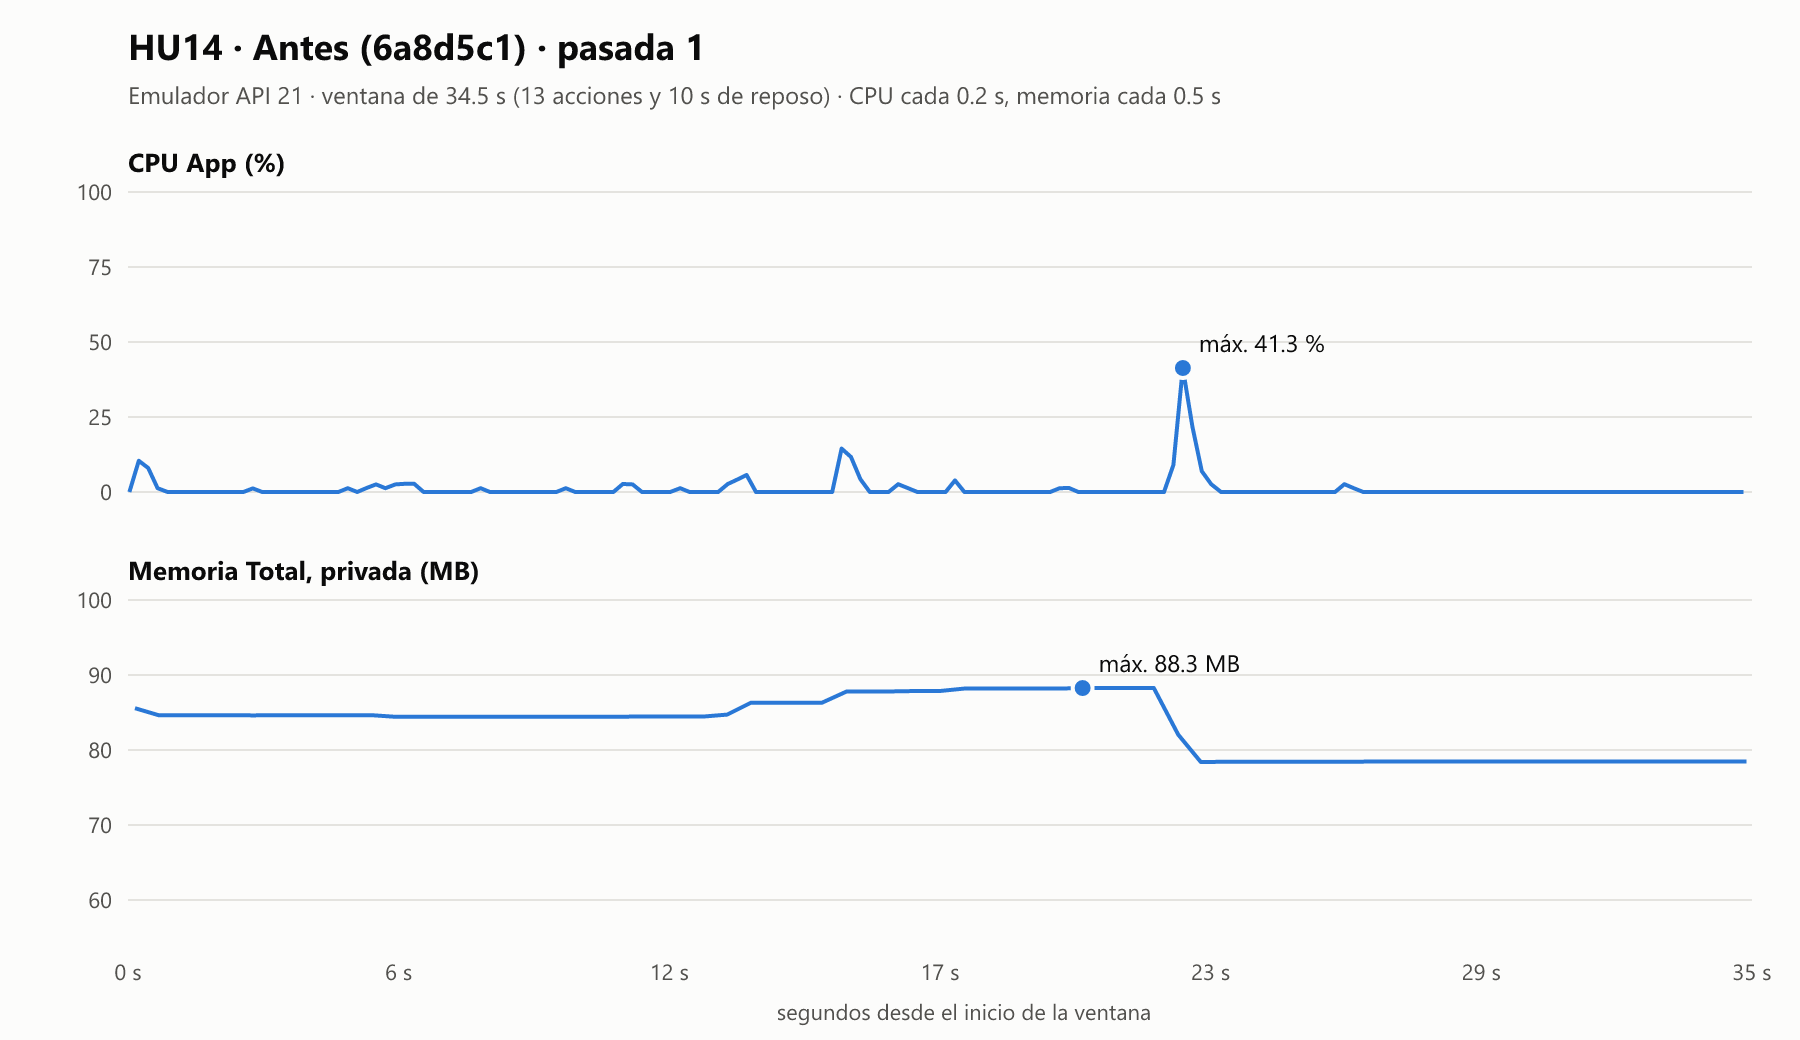 HU14 · Antes (6a8d5c1) · pasada 1
Emulador API 21 · ventana de 34.5 s (13 acciones y 10 s de reposo) · CPU cada 0.2 s, memoria cada 0.5 s
CPU App (%)
100
75
50
máx. 41.3 %
25
0
Memoria Total, privada (MB)
100
90
máx. 88.3 MB
80
70
60
0 s
6 s
12 s
17 s
23 s
29 s
35 s
segundos desde el inicio de la ventana